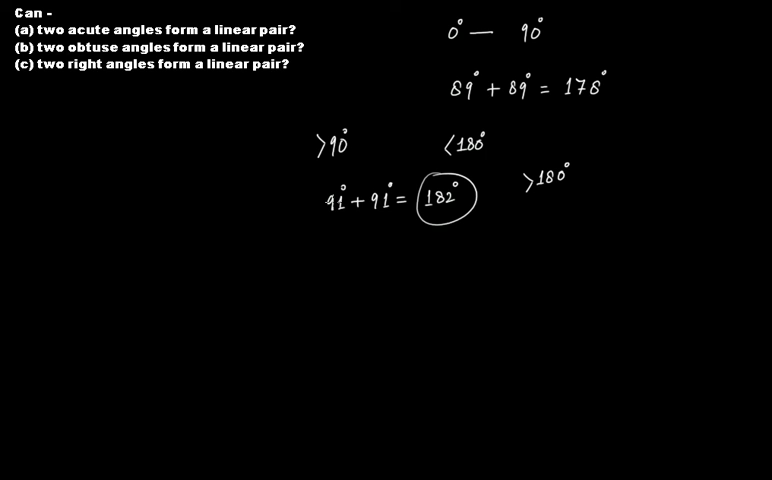 Can -
(a) two acute angles form a linear pair?
(b) two obtuse angles form a linear pair?
(c) two right angles form a linear pair?
0° — 90°
89° + 89° = 178°
>90° <180°
91° + 91° = 182° >180°